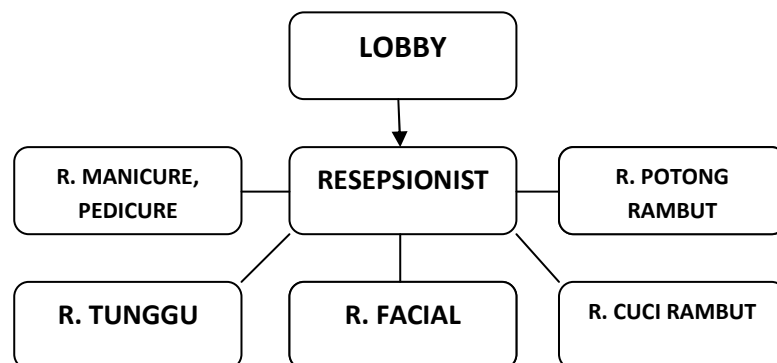 LOBBY
R. MANICURE,
PEDICURE
RESEPSIONIST
R. POTONG
RAMBUT
R. TUNGGU
R. FACIAL
R. CUCI RAMBUT